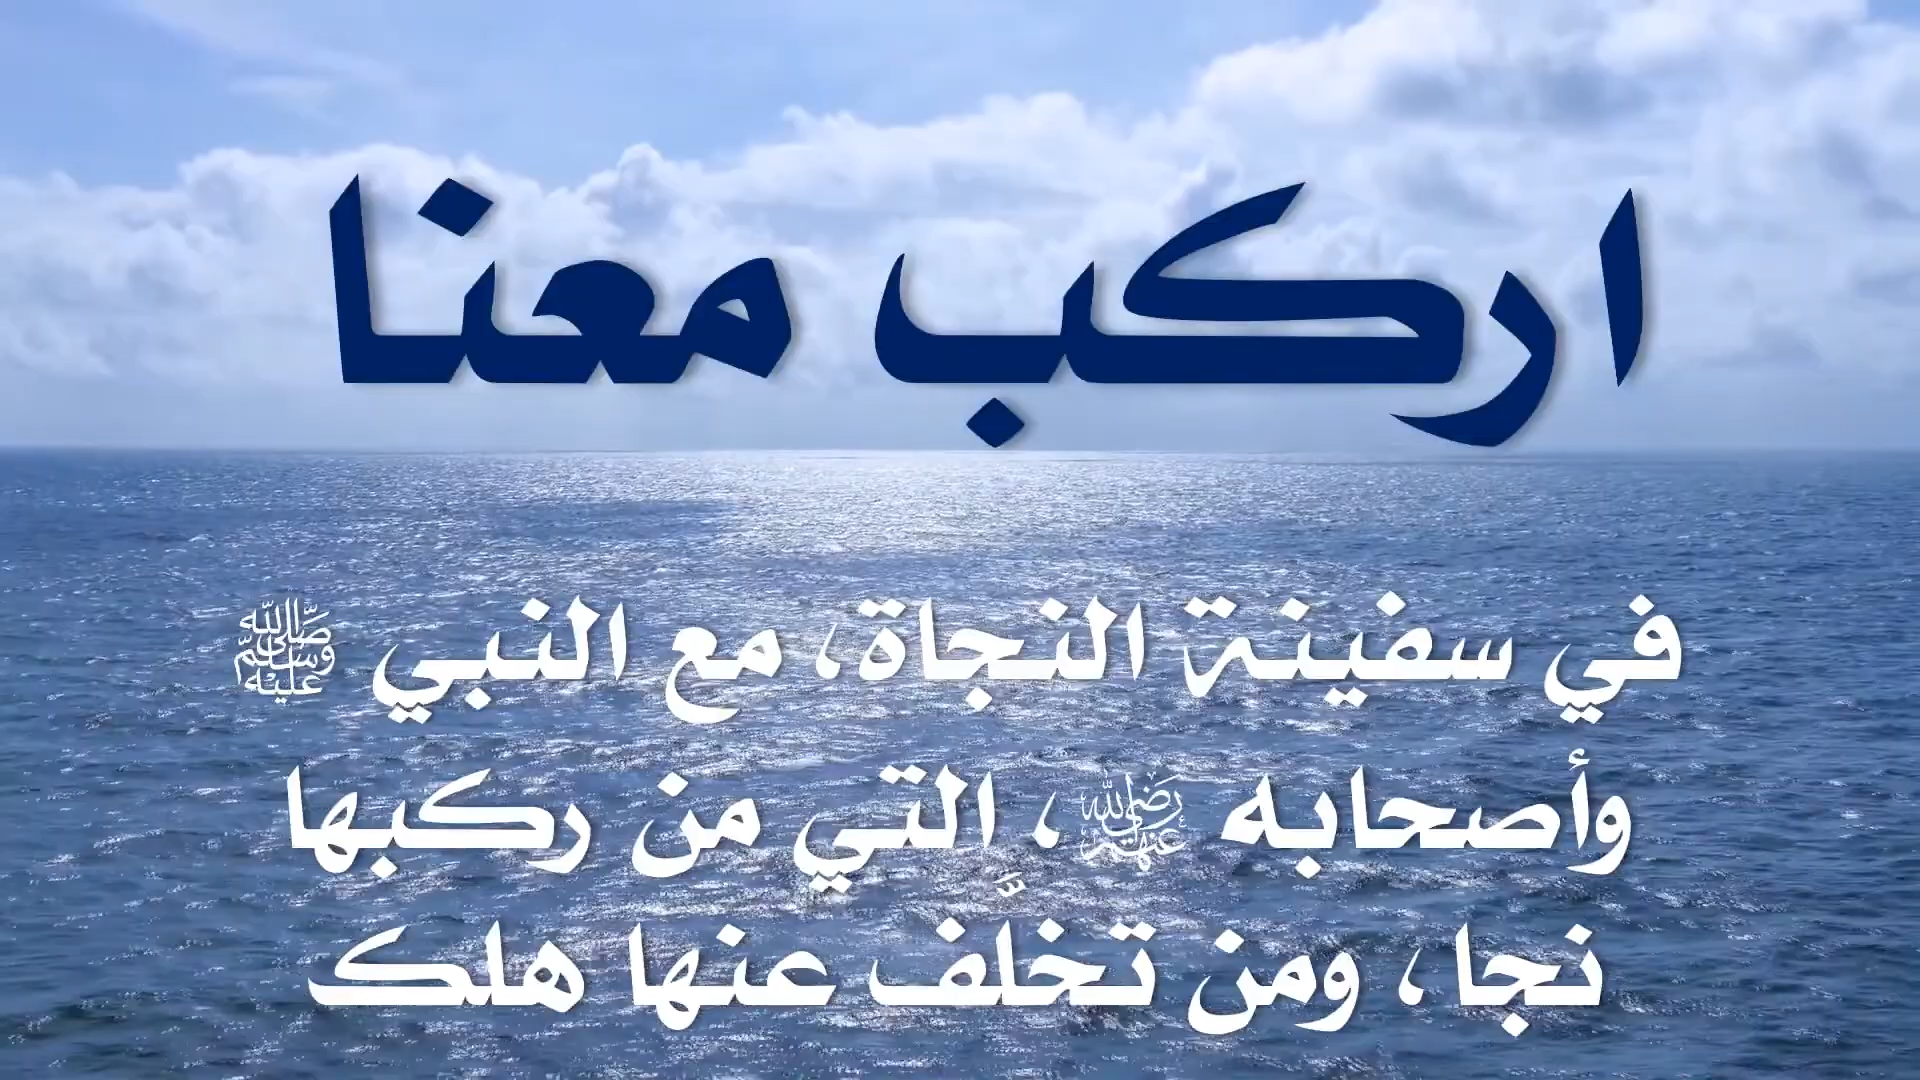 اركب معنا
في سفينة النجاة، مع النبي ﷺ
وأصحابه رضي الله عنهم، التي من ركبها
نجا، ومن تخلَّف عنها هلك